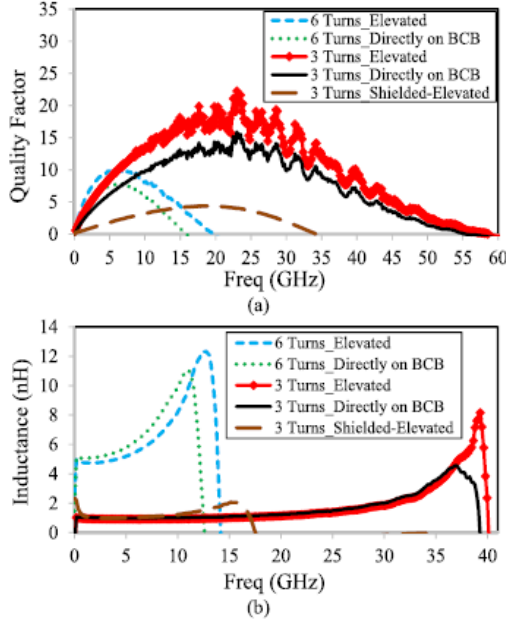 35
30
25
20
15
10
5
0
Quality Factor
6 Turns_Elevated
6 Turns_Directly on BCB
3 Turns_Elevated
3 Turns_Directly on BCB
3 Turns_Shielded-Elevated
0 5 10 15 20 25 30 35 40 45 50 55 60
Freq (GHz)
(a)
14
12
10
8
6
4
2
0
Inductance (nH)
6 Turns_Elevated
6 Turns_Directly on BCB
3 Turns_Elevated
3 Turns_Directly on BCB
3 Turns_Shielded-Elevated
0 5 10 15 20 25 30 35 40
Freq (GHz)
(b)